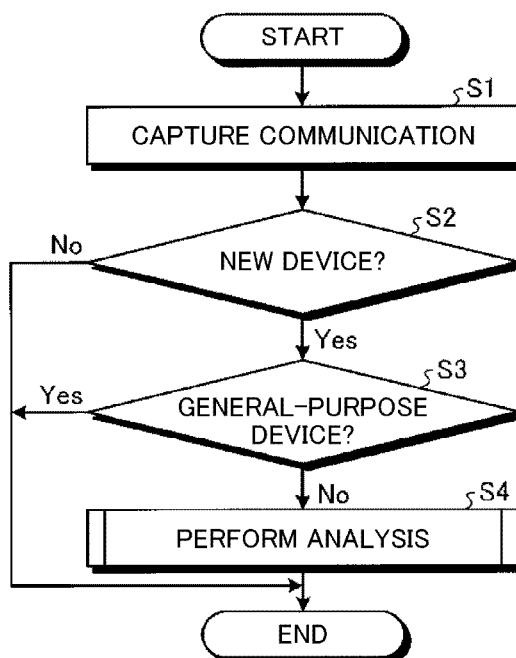 START
S1
CAPTURE COMMUNICATION
S2
No
NEW DEVICE?
Yes
S3
Yes
GENERAL-PURPOSE
DEVICE?
No
S4
PERFORM ANALYSIS
END